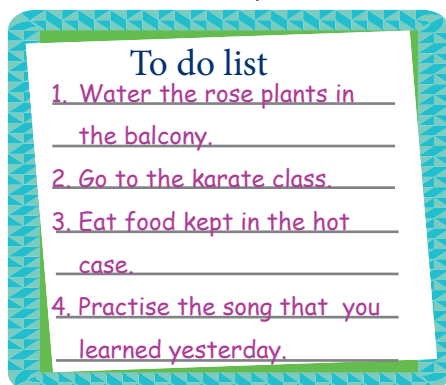 To do list
1. Water the rose plants in
the balcony.
2. Go to the karate class.
3. Eat food kept in the hot
case.
4. Practise the song that you
learned yesterday.